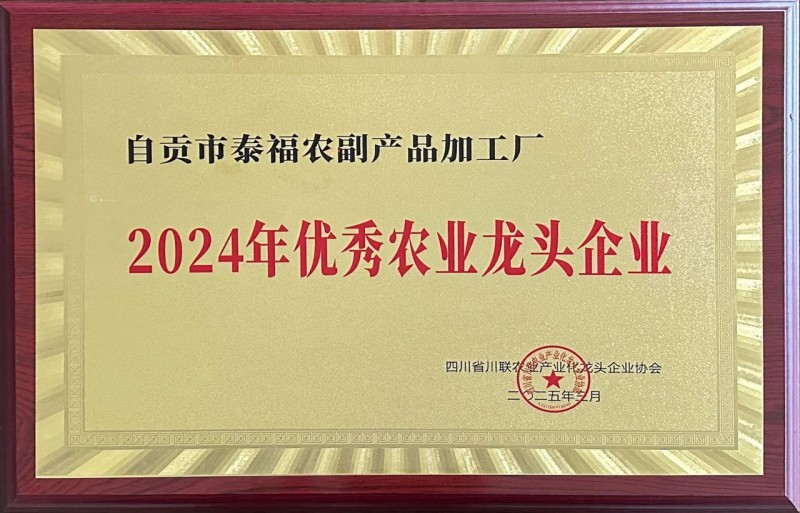 自贡市泰福农副产品加工厂
2024年优秀农业龙头企业
四川省川联农业产业化龙头企业协会
二〇二五年三月